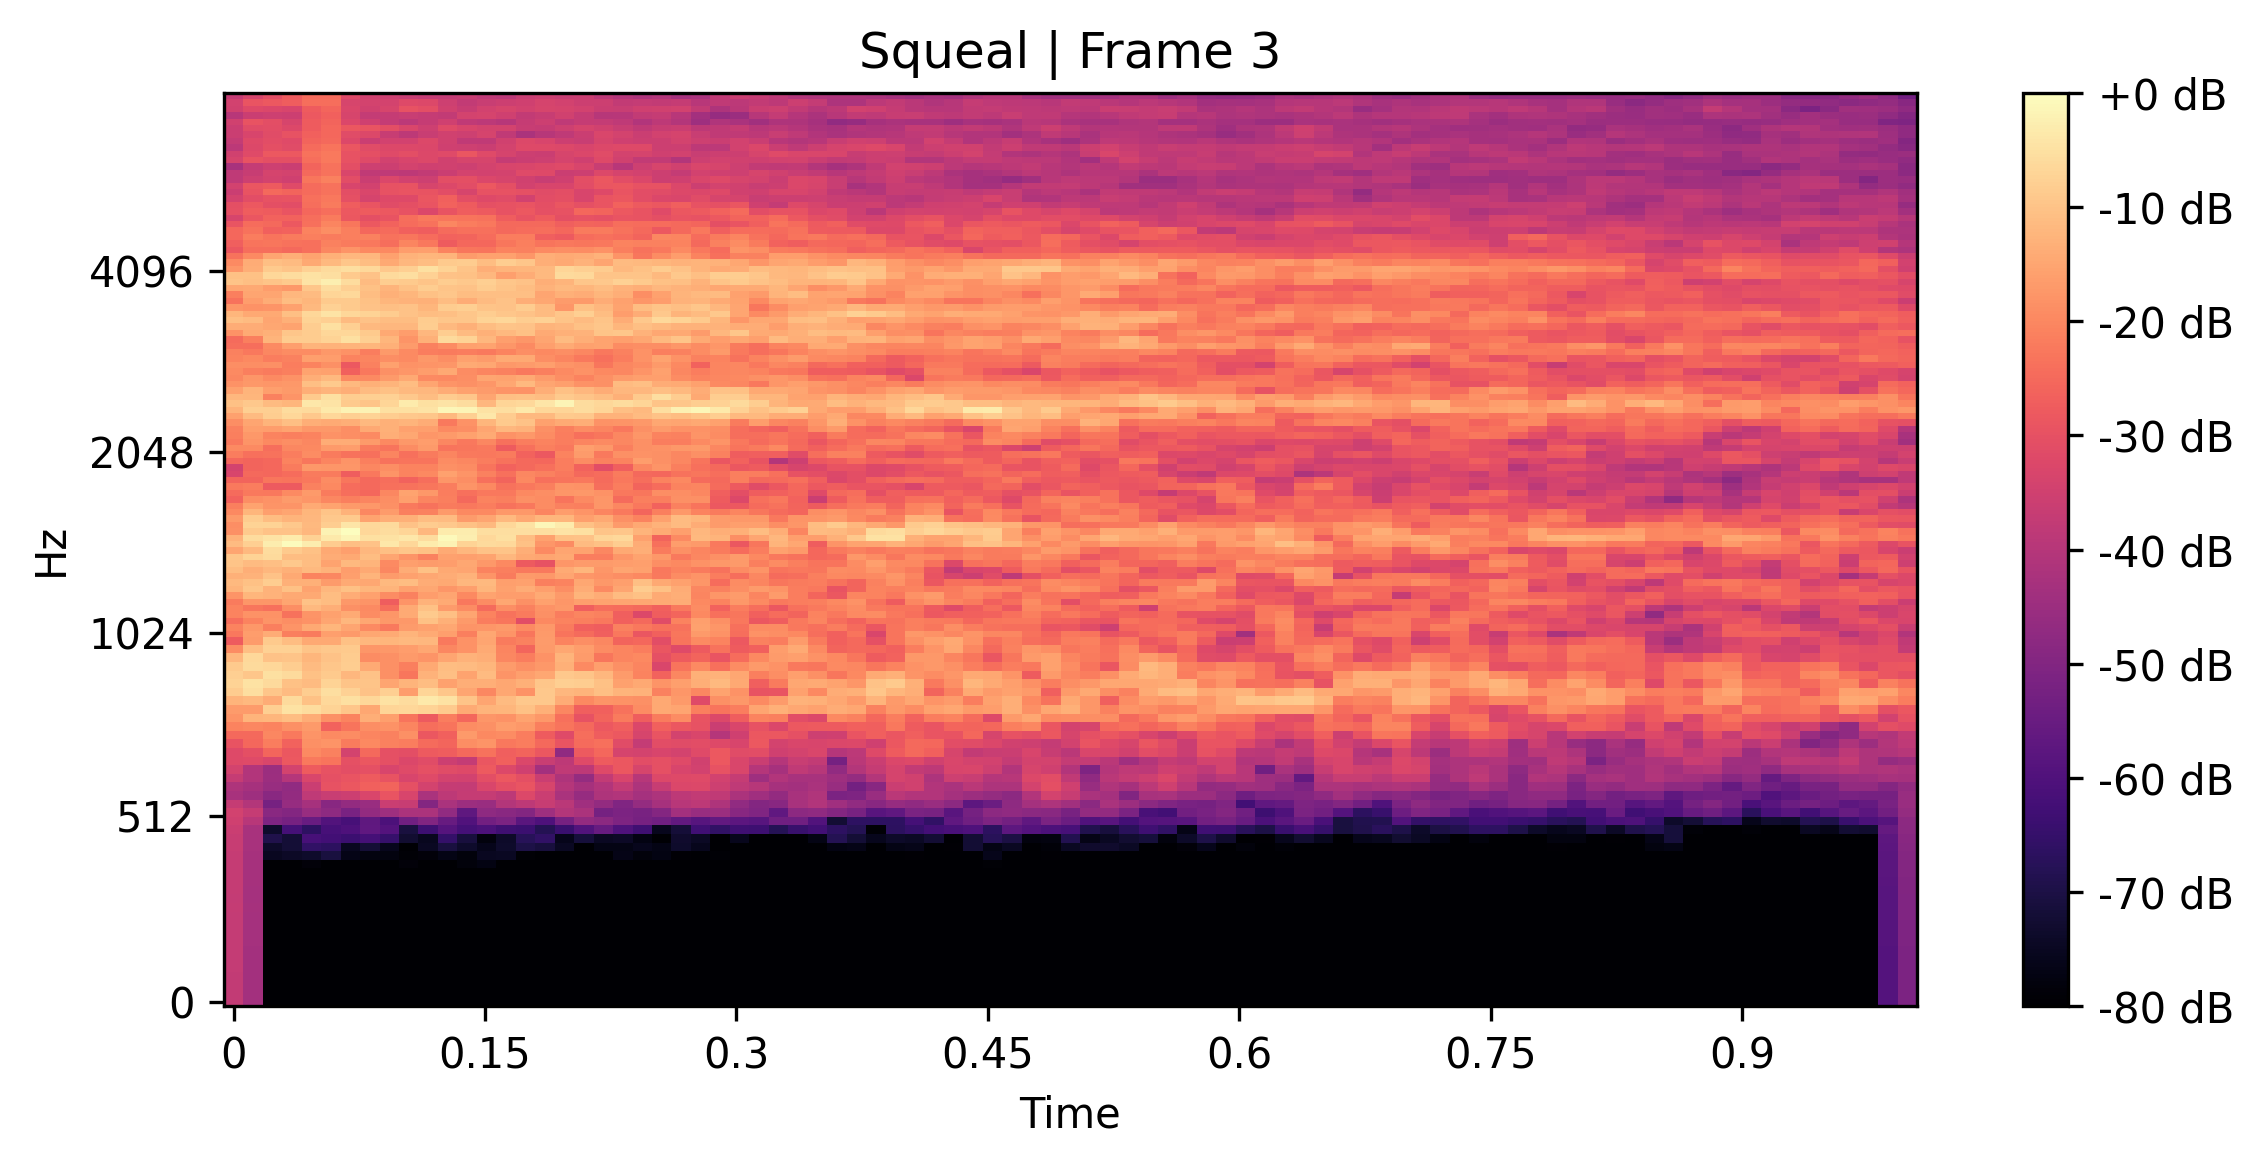 Squeal | Frame 3
+0 dB
-10 dB
-20 dB
-30 dB
-40 dB
-50 dB
-60 dB
-70 dB
-80 dB
4096
2048
1024
512
0
Hz
0 0.15 0.3 0.45 0.6 0.75 0.9
Time